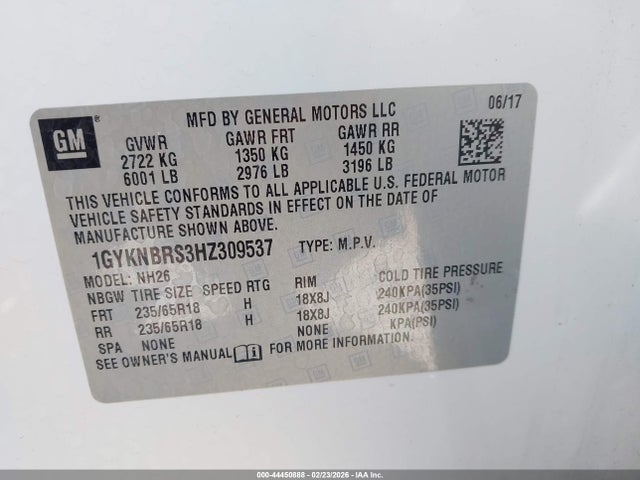 GM
MFD BY GENERAL MOTORS LLC 06/17
GVWR GAWR FRT GAWR RR
2722 KG 1350 KG 1450 KG
6001 LB 2976 LB 3196 LB
THIS VEHICLE CONFORMS TO ALL APPLICABLE U.S. FEDERAL MOTOR
VEHICLE SAFETY STANDARDS IN EFFECT ON THE DATE OF
MANUFACTURE SHOWN ABOVE.
1GYKNBRS3HZ309537 TYPE: M.P.V.
MODEL: NH26
NBGW TIRE SIZE SPEED RTG RIM COLD TIRE PRESSURE
FRT 235/65R18 H 18X8J 240KPA(35PSI)
RR 235/65R18 H 18X8J 240KPA(35PSI)
SPA NONE NONE KPA(PSI)
SEE OWNER'S MANUAL FOR MORE INFORMATION.
000-44450888 - 02/23/2026 - IAA Inc.